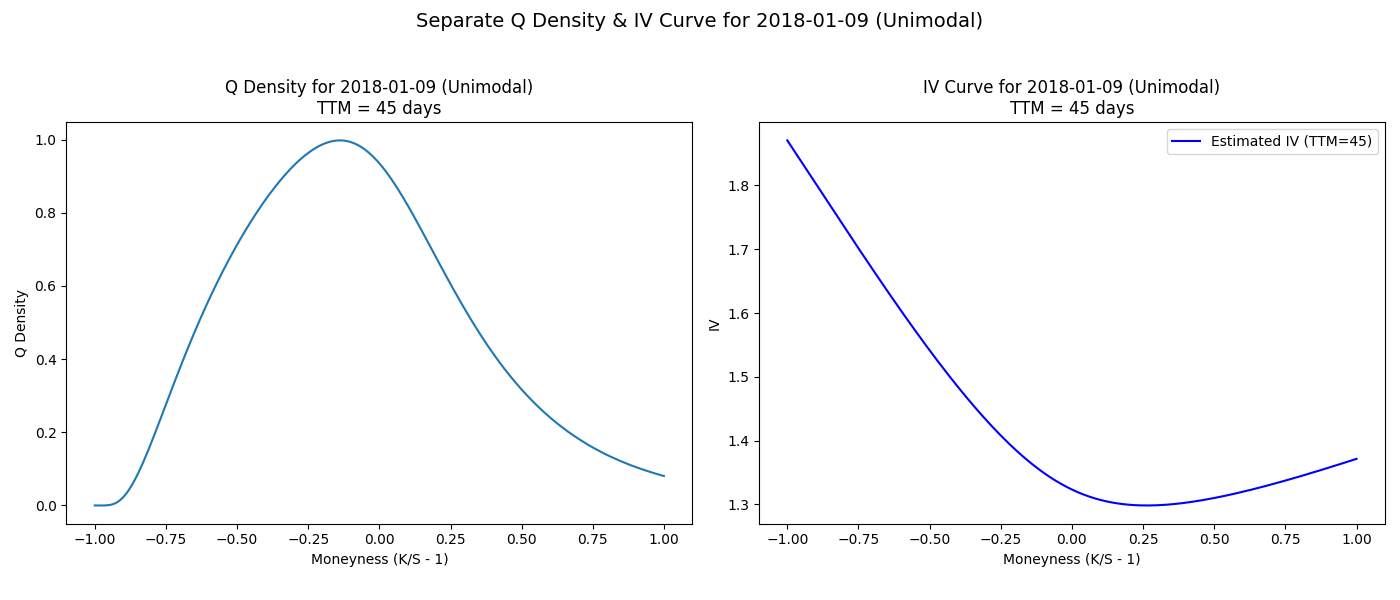 Separate Q Density & IV Curve for 2018-01-09 (Unimodal)
Q Density for 2018-01-09 (Unimodal)
TTM = 45 days
1.0
0.8
0.6
0.4
0.2
0.0
Q Density
−1.00 −0.75 −0.50 −0.25 0.00 0.25 0.50 0.75 1.00
Moneyness (K/S - 1)
IV Curve for 2018-01-09 (Unimodal)
TTM = 45 days
Estimated IV (TTM=45)
1.8
1.7
1.6
1.5
1.4
1.3
IV
−1.00 −0.75 −0.50 −0.25 0.00 0.25 0.50 0.75 1.00
Moneyness (K/S - 1)